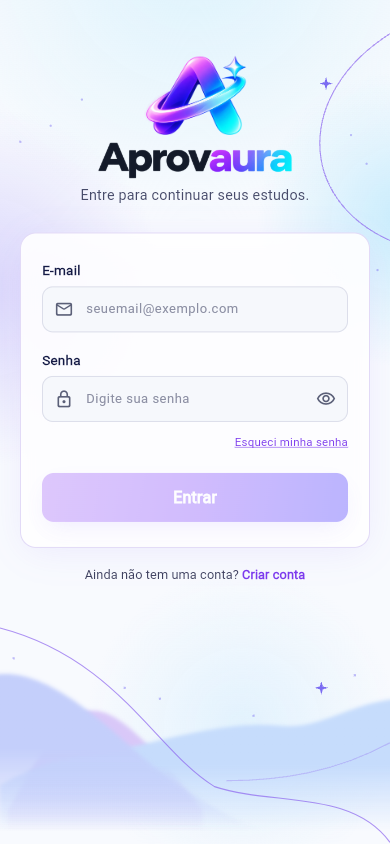 Aprovaura
Entre para continuar seus estudos.
E-mail
seuemail@exemplo.com
Senha
Digite sua senha
Esqueci minha senha
Entrar
Ainda não tem uma conta? Criar conta